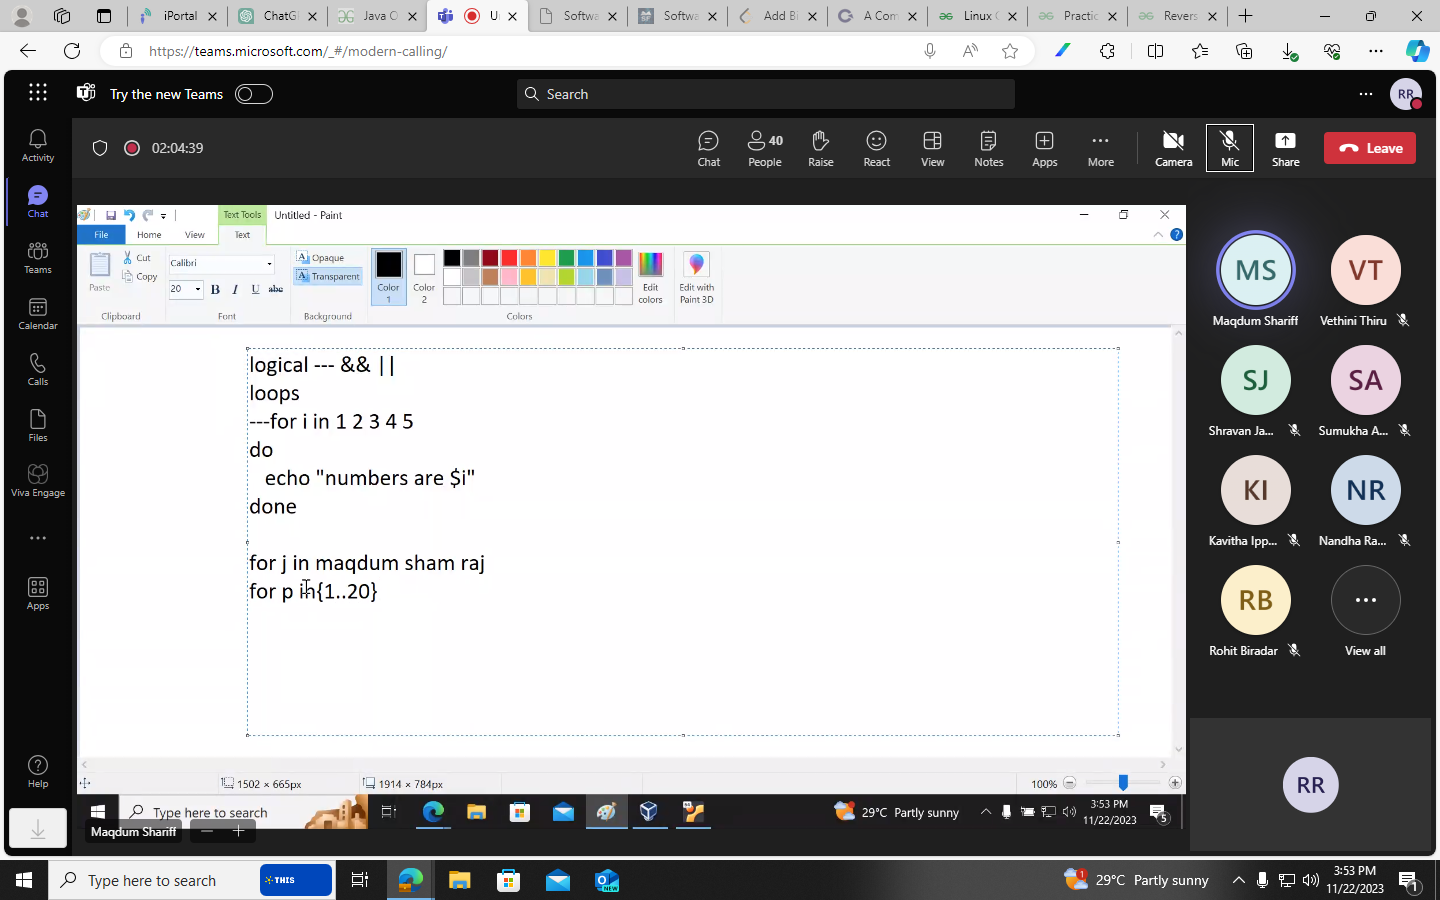 iPortal
ChatG
Java O
Ur
Softwa
Softwa
Add Bi
A Com
Linux C
Practic
Revers
https://teams.microsoft.com/_#/modern-calling/
Try the new Teams
Search
RR
02:04:39
Chat
40
People
Raise
React
View
Notes
Apps
More
Camera
Mic
Share
Leave
Activity
Chat
Teams
Calendar
Calls
Files
Viva Engage
Apps
Help
Text Tools
Untitled - Paint
File
Home
View
Text
Paste
Cut
Copy
Clipboard
Calibri
20
B I U abc
Font
Opaque
Transparent
Background
Color 1
Color 2
Edit colors
Colors
Edit with Paint 3D
logical --- && ||
loops
---for i in 1 2 3 4 5
do
echo "numbers are $i"
done
for j in maqdum sham raj
for p in{1..20}
1502 × 665px
1914 × 784px
100%
Type here to search
29°C Partly sunny
3:53 PM
11/22/2023
5
Maqdum Shariff
MS
Maqdum Shariff
VT
Vethini Thiru
SJ
Shravan Ja...
SA
Sumukha A...
KI
Kavitha Ipp...
NR
Nandha Ra...
RB
Rohit Biradar
View all
RR
Type here to search
THIS
1
29°C Partly sunny
3:53 PM
11/22/2023
1